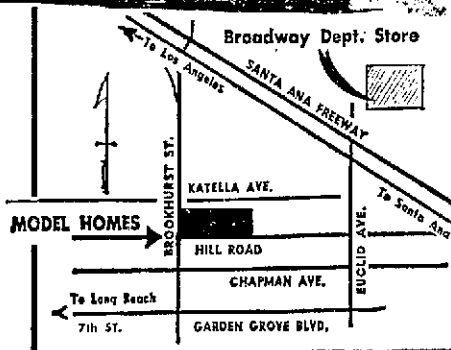 Broadway Dept. Store
To Los Angeles
SANTA ANA FREEWAY
To Santa Ana
BROOKHURST ST.
KATELLA AVE.
EUCLID AVE.
MODEL HOMES
HILL ROAD
CHAPMAN AVE.
To Long Beach
7th ST.
GARDEN GROVE BLVD.